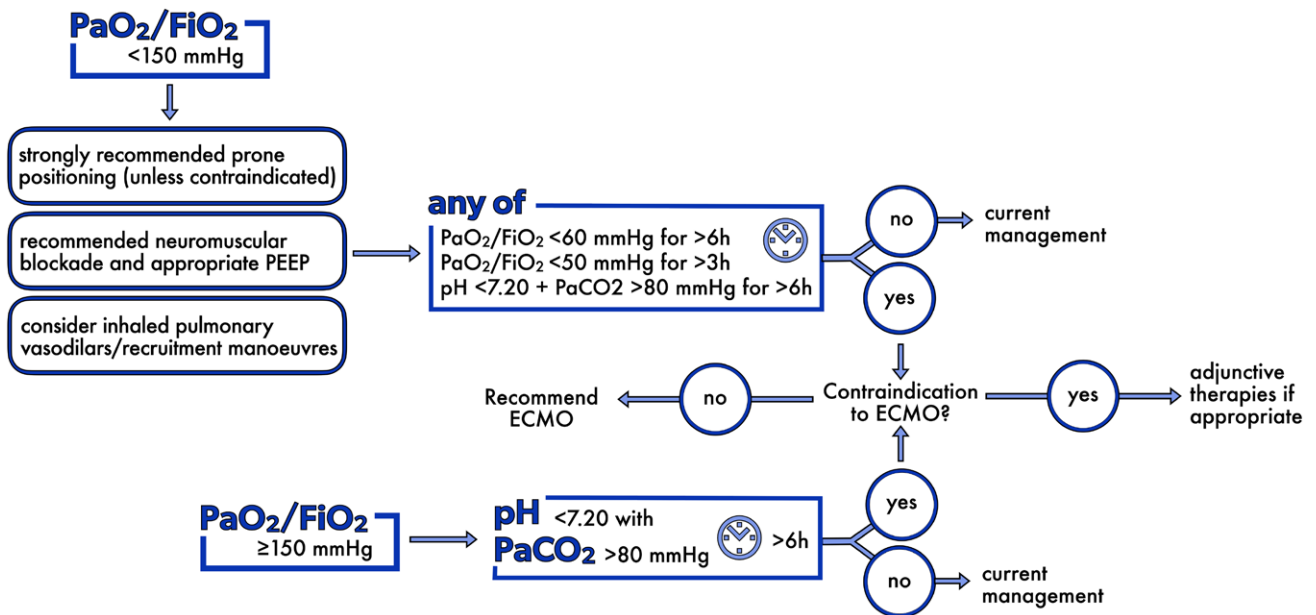 PaO₂/FiO₂
<150 mmHg
strongly recommended prone
positioning (unless contraindicated)
recommended neuromuscular
blockade and appropriate PEEP
consider inhaled pulmonary
vasodilars/recruitment manoeuvres
any of
PaO₂/FiO₂ <60 mmHg for >6h
PaO₂/FiO₂ <50 mmHg for >3h
pH <7.20 + PaCO2 >80 mmHg for >6h
no
current
management
yes
Contraindication
to ECMO?
no
Recommend
ECMO
yes
adjunctive
therapies if
appropriate
PaO₂/FiO₂
≥150 mmHg
pH <7.20 with
PaCO₂ >80 mmHg
>6h
yes
no
current
management